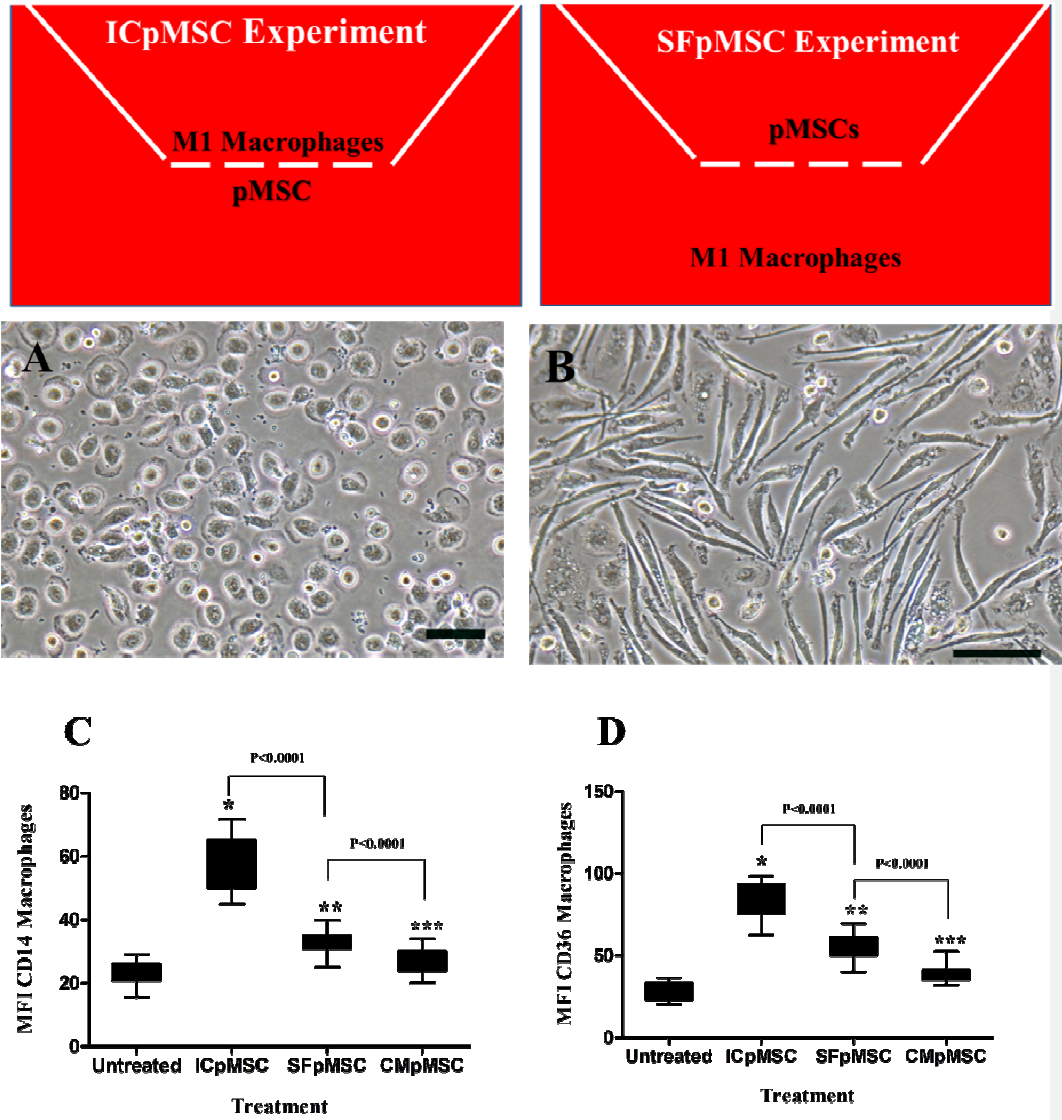 ICpMSC Experiment
M1 Macrophages
pMSC
SFpMSC Experiment
pMSCs
M1 Macrophages
A
B
C
P<0.0001
P<0.0001
80
60
40
20
0
*
**
***
MFI CD14 Macrophages
Untreated ICpMSC SFpMSC CMpMSC
Treatment
D
P<0.0001
P<0.0001
150
100
50
0
*
**
***
MFI CD36 Macrophages
Untreated ICpMSC SFpMSC CMpMSC
Treatment